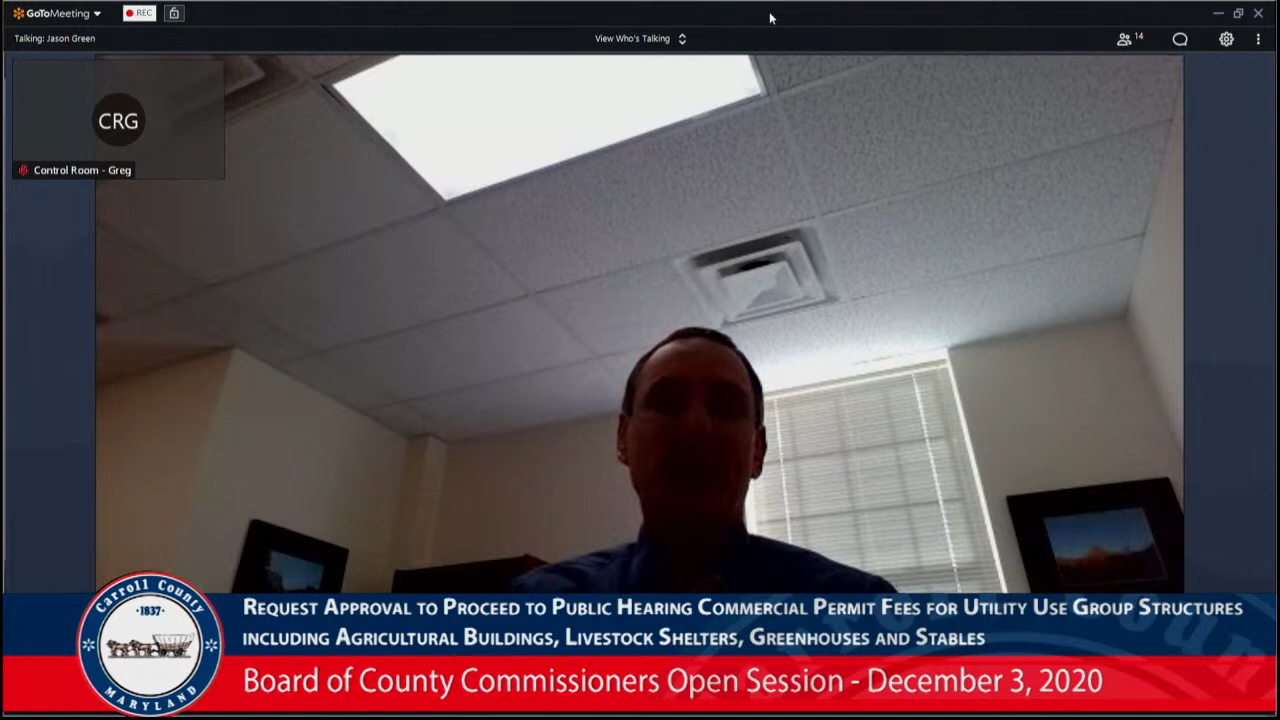 GoToMeeting
REC
Talking: Jason Green
View Who's Talking
14
CRG
Control Room - Greg
REQUEST APPROVAL TO PROCEED TO PUBLIC HEARING COMMERCIAL PERMIT FEES FOR UTILITY USE GROUP STRUCTURES
INCLUDING AGRICULTURAL BUILDINGS, LIVESTOCK SHELTERS, GREENHOUSES AND STABLES
Board of County Commissioners Open Session - December 3, 2020
Carroll County
·1837·
MARYLAND